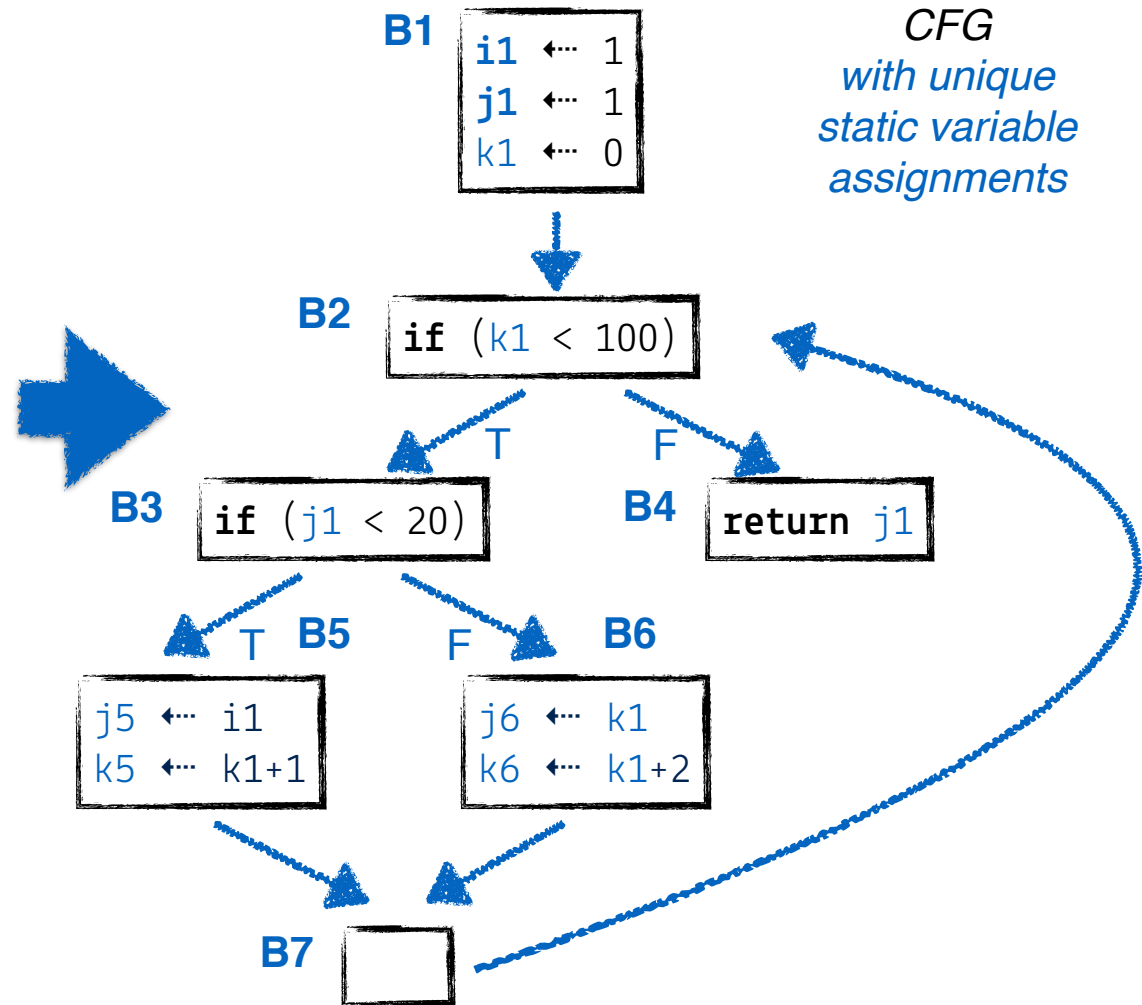 CFG
with unique
static variable
assignments
B1
i1 ⇠ 1
j1 ⇠ 1
k1 ⇠ 0
B2
if (k1 < 100)
T
F
B3
if (j1 < 20)
B4
return j1
T
B5
F
B6
j5 ⇠ i1
k5 ⇠ k1+1
j6 ⇠ k1
k6 ⇠ k1+2
B7